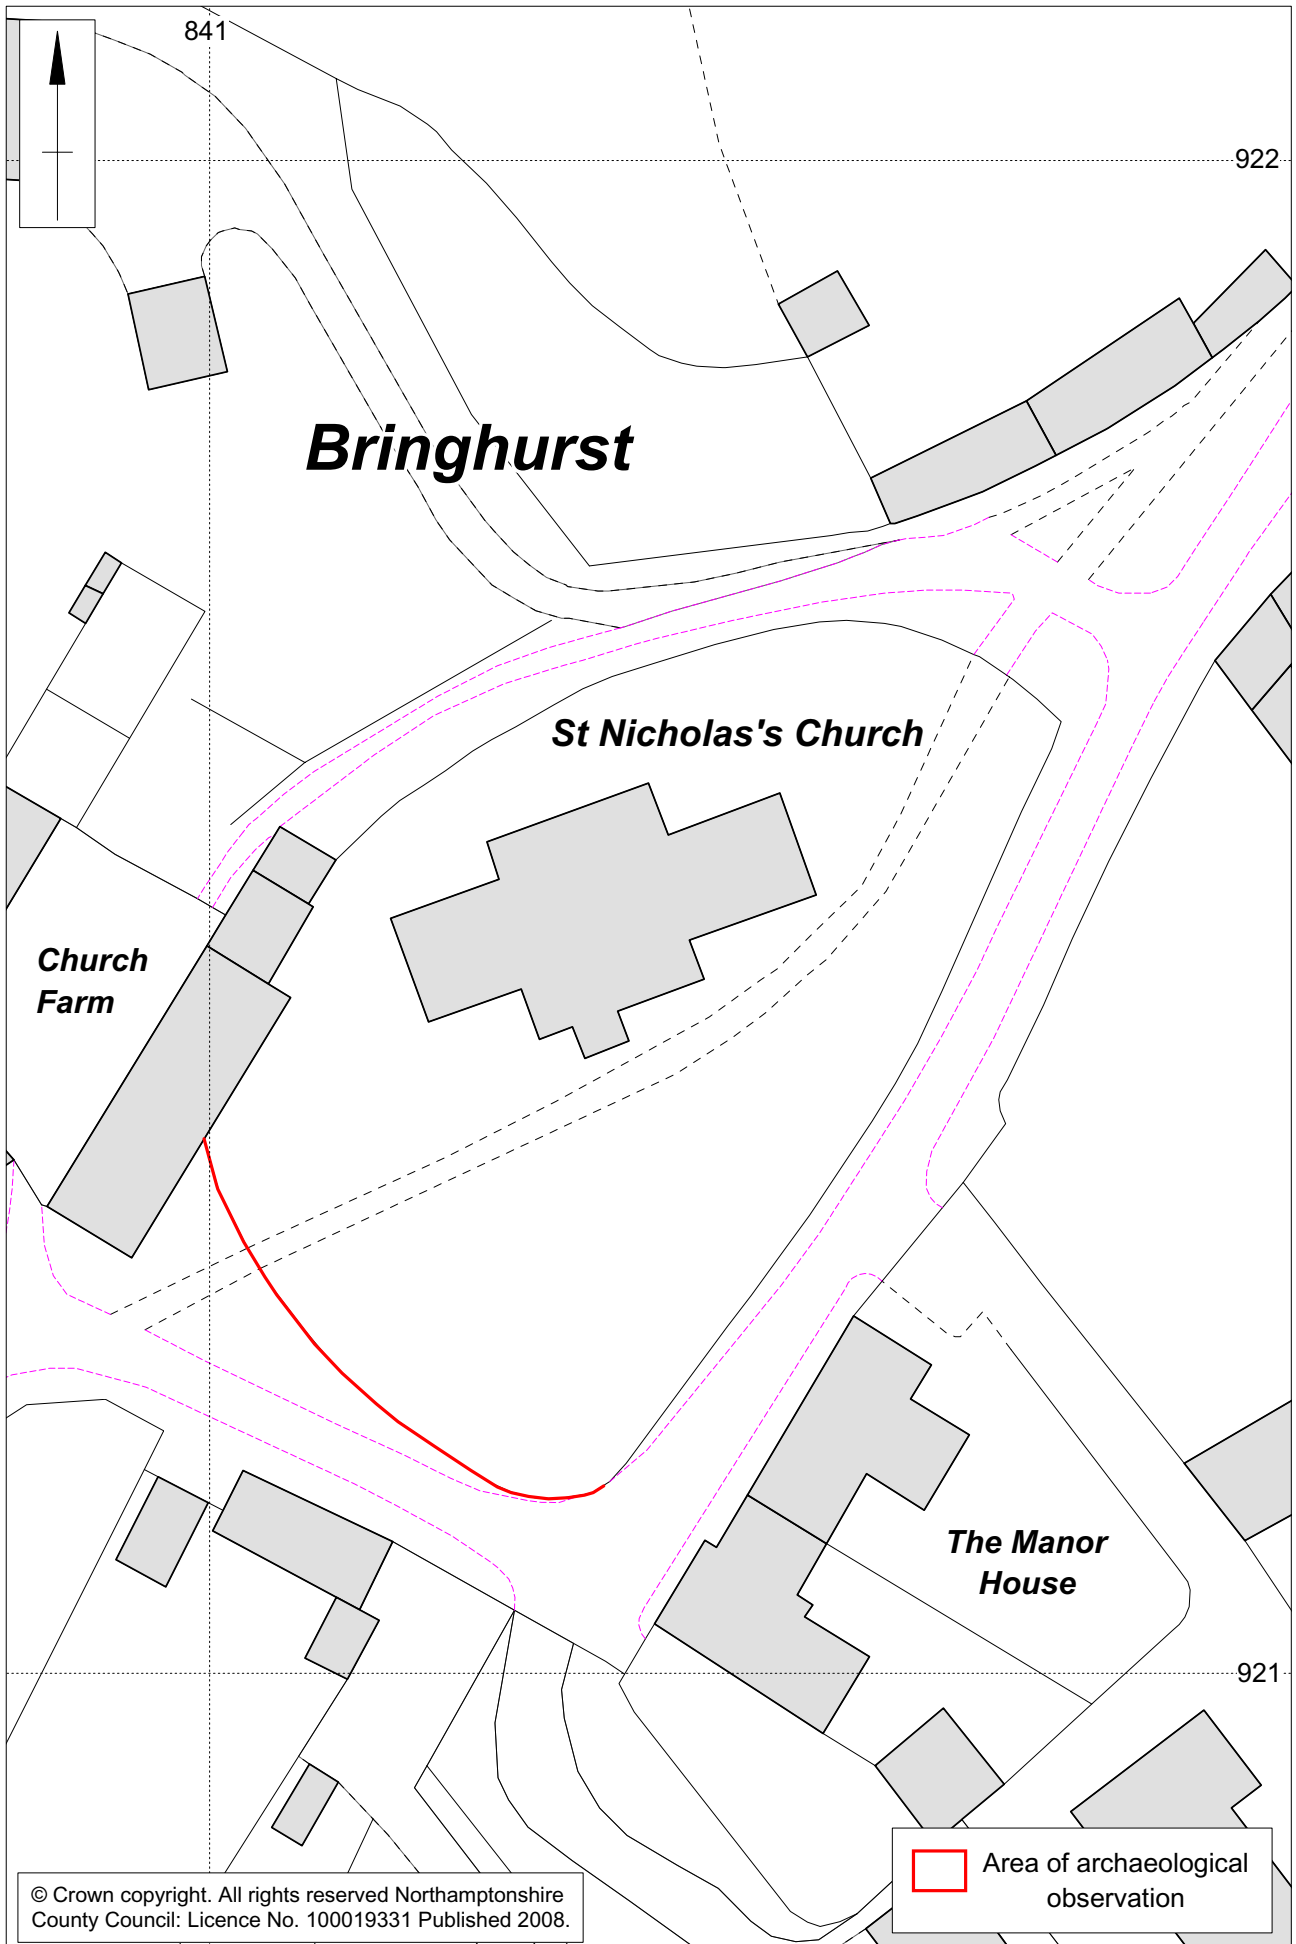 841
922
Bringhurst
St Nicholas's Church
Church
Farm
The Manor
House
921
Area of archaeological
observation
© Crown copyright. All rights reserved Northamptonshire
County Council: Licence No. 100019331 Published 2008.